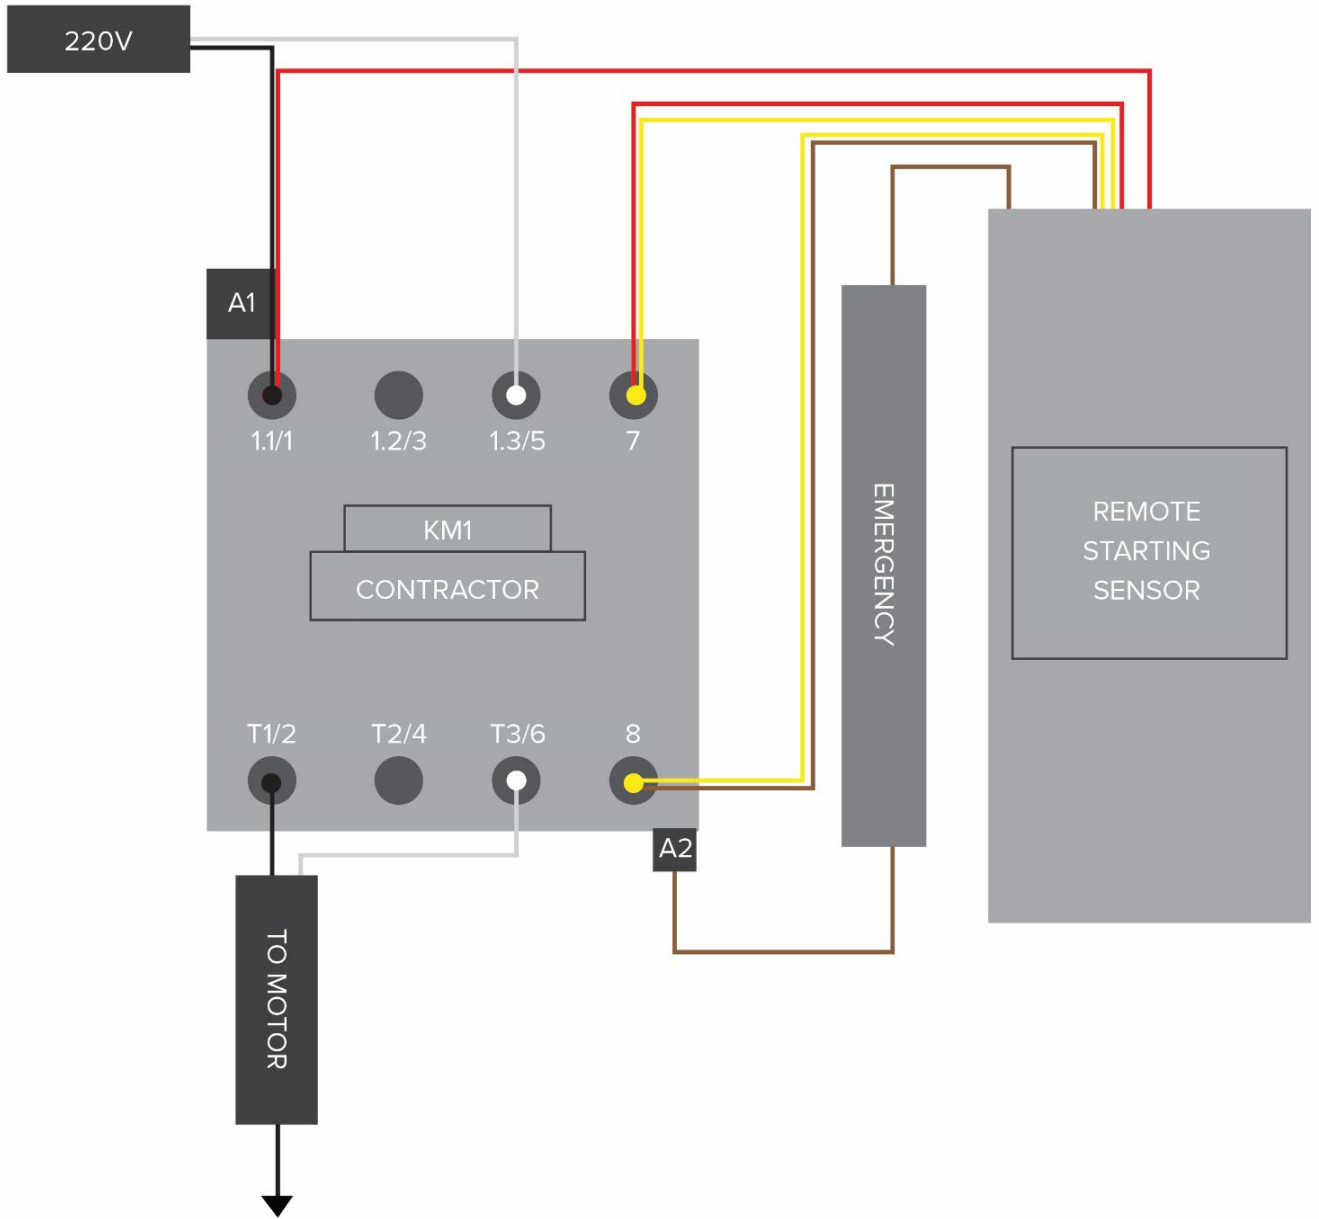 220V
A1
1.1/1
1.2/3
1.3/5
7
KM1
CONTRACTOR
T1/2
T2/4
T3/6
8
A2
EMERGENCY
REMOTE
STARTING
SENSOR
TO MOTOR